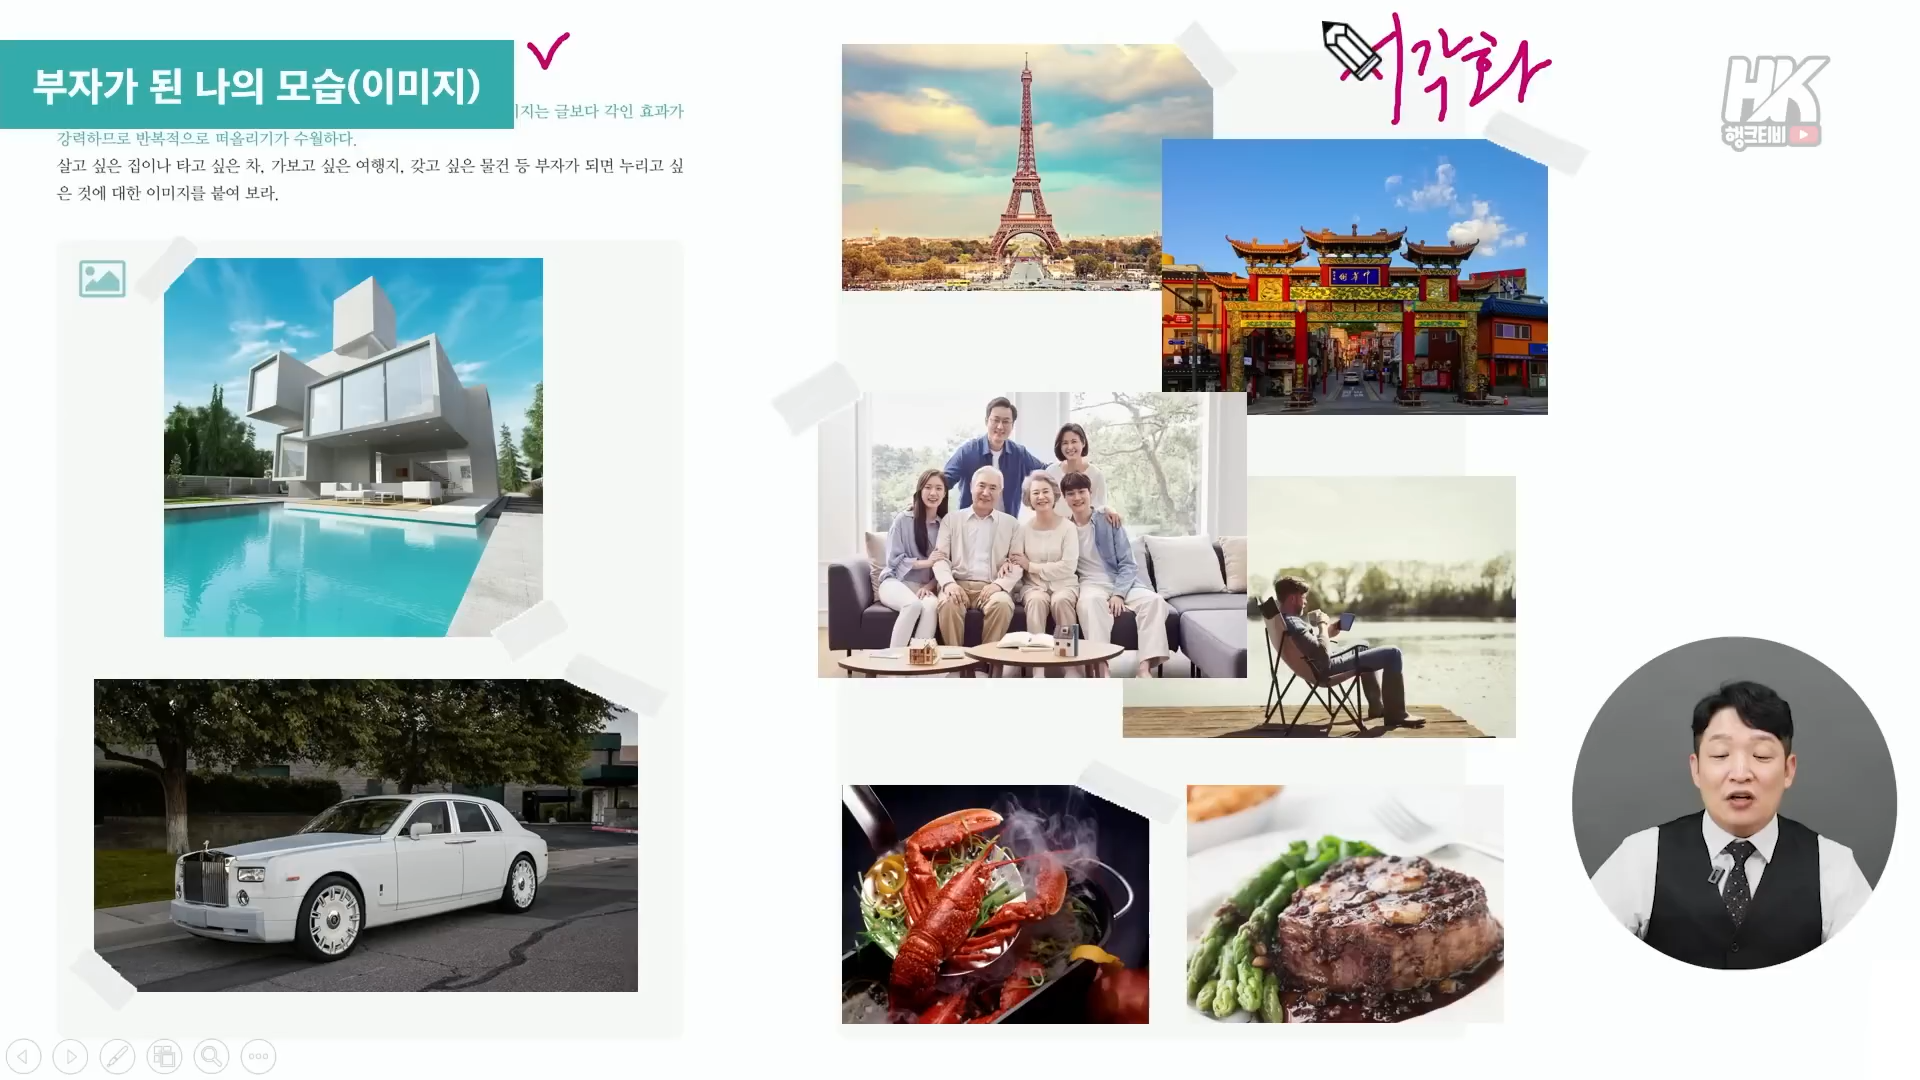 부자가 된 나의 모습(이미지)
지는 글보다 각인 효과가
강력하므로 반복적으로 떠올리기가 수월하다.
살고 싶은 집이나 타고 싶은 차, 가보고 싶은 여행지, 갖고 싶은 물건 등 부자가 되면 누리고 싶
은 것에 대한 이미지를 붙여 보라.
시각화
HK
행크티비